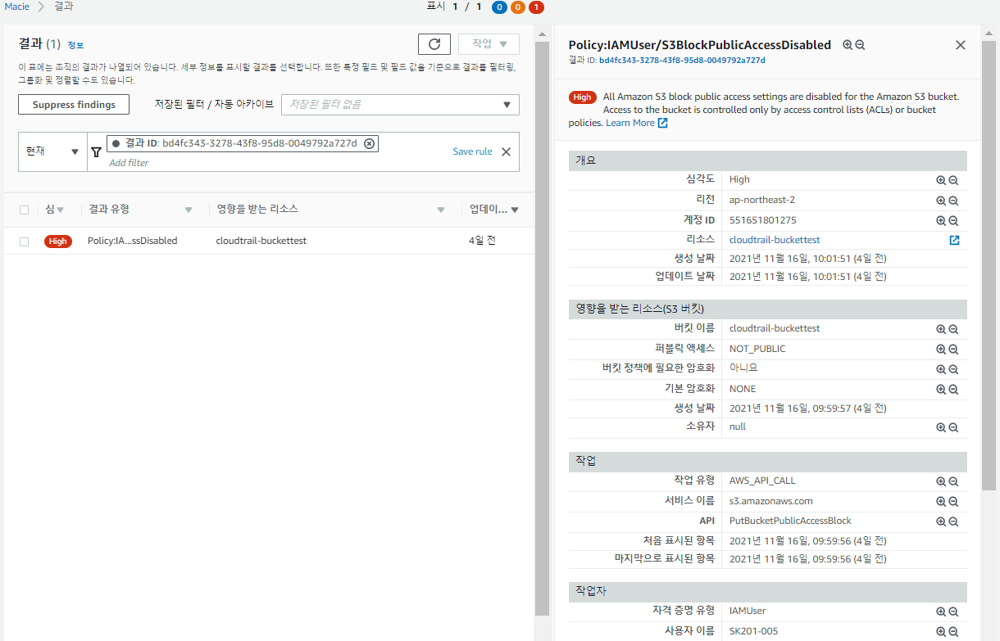 Macie > 결과
표시 1 / 1 0 0 1
결과 (1) 정보
작업
이 표에는 조직의 결과가 나열되어 있습니다. 세부 정보를 표시할 결과를 선택합니다. 또한 특정 필드 및 필드 값을 기준으로 결과를 필터링,
그룹화 및 정렬할 수도 있습니다.
Suppress findings 저장된 필터 / 자동 아카이브 저장된 필터 없음
현재 결과 ID: bd4fc343-3278-43f8-95d8-0049792a727d
Save rule
Add filter
심 결과 유형 영향을 받는 리소스 업데이...
High Policy:IA...ssDisabled cloudtrail-buckettest 4일 전
Policy:IAMUser/S3BlockPublicAccessDisabled
결과 ID: bd4fc343-3278-43f8-95d8-0049792a727d
High All Amazon S3 block public access settings are disabled for the Amazon S3 bucket.
Access to the bucket is controlled only by access control lists (ACLs) or bucket
policies. Learn More
개요
심각도 High
리전 ap-northeast-2
계정 ID 551651801275
리소스 cloudtrail-buckettest
생성 날짜 2021년 11월 16일, 10:01:51 (4일 전)
업데이트 날짜 2021년 11월 16일, 10:01:51 (4일 전)
영향을 받는 리소스(S3 버킷)
버킷 이름 cloudtrail-buckettest
퍼블릭 액세스 NOT_PUBLIC
버킷 정책에 필요한 암호화 아니요
기본 암호화 NONE
생성 날짜 2021년 11월 16일, 09:59:57 (4일 전)
소유자 null
작업
작업 유형 AWS_API_CALL
서비스 이름 s3.amazonaws.com
API PutBucketPublicAccessBlock
처음 표시된 항목 2021년 11월 16일, 09:59:56 (4일 전)
마지막으로 표시된 항목 2021년 11월 16일, 09:59:56 (4일 전)
작업자
자격 증명 유형 IAMUser
사용자 이름 SK201-005